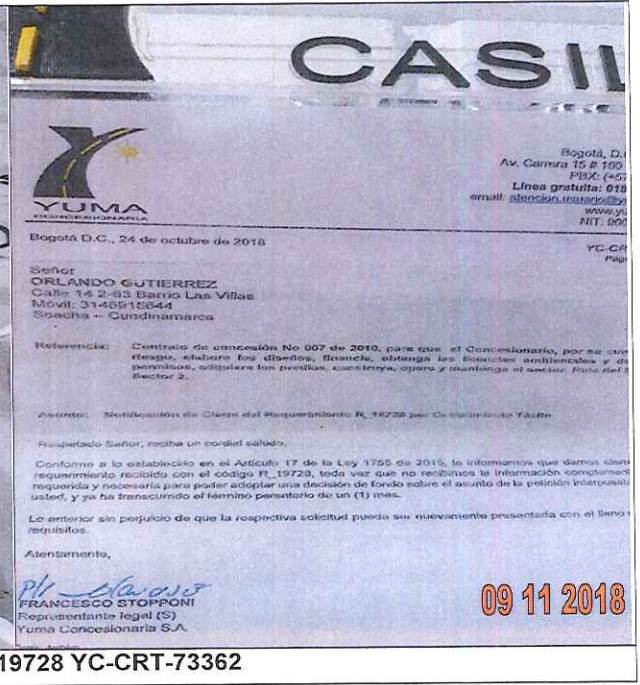 CASIL
YUMA
CONCESIONARIA
Bogotá, D.
Av. Carrera 15 # 100
PBX: (+57
Línea gratuita: 018
email: atencion.usuario@y
www.yu
NIT: 900
Bogotá D.C., 24 de octubre de 2018
YC-CR
Pági
Señor
ORLANDO GUTIERREZ
Calle 14 2-83 Barrio Las Villas
Móvil: 3146915844
Soacha – Cundinamarca
Referencia: Contrato de concesión No 007 de 2010, para que el Concesionario, por su cuen
riesgo, elabore los diseños, financie, obtenga las licencias ambientales y de
permisos, adquiera los predios, construya, opere y mantenga el sector. Ruta del S
Sector 2.
Asunto: Notificación de Cierre del Requerimiento R_19728 por Desistimiento Tácito
Respetado Señor, reciba un cordial saludo.
Conforme a lo establecido en el Artículo 17 de la Ley 1755 de 2015, le informamos que damos cierre
requerimiento recibido con el código R_19728, toda vez que no recibimos la información complement
requerida y necesaria para poder adoptar una decisión de fondo sobre el asunto de la petición interpuesta
usted, y ya ha transcurrido el término perentorio de un (1) mes.
Lo anterior sin perjuicio de que la respectiva solicitud pueda ser nuevamente presentada con el lleno
requisitos.
Atentamente,
FRANCESCO STOPPONI
Representante legal (S)
Yuma Concesionaria S.A.
09 11 2018
19728 YC-CRT-73362